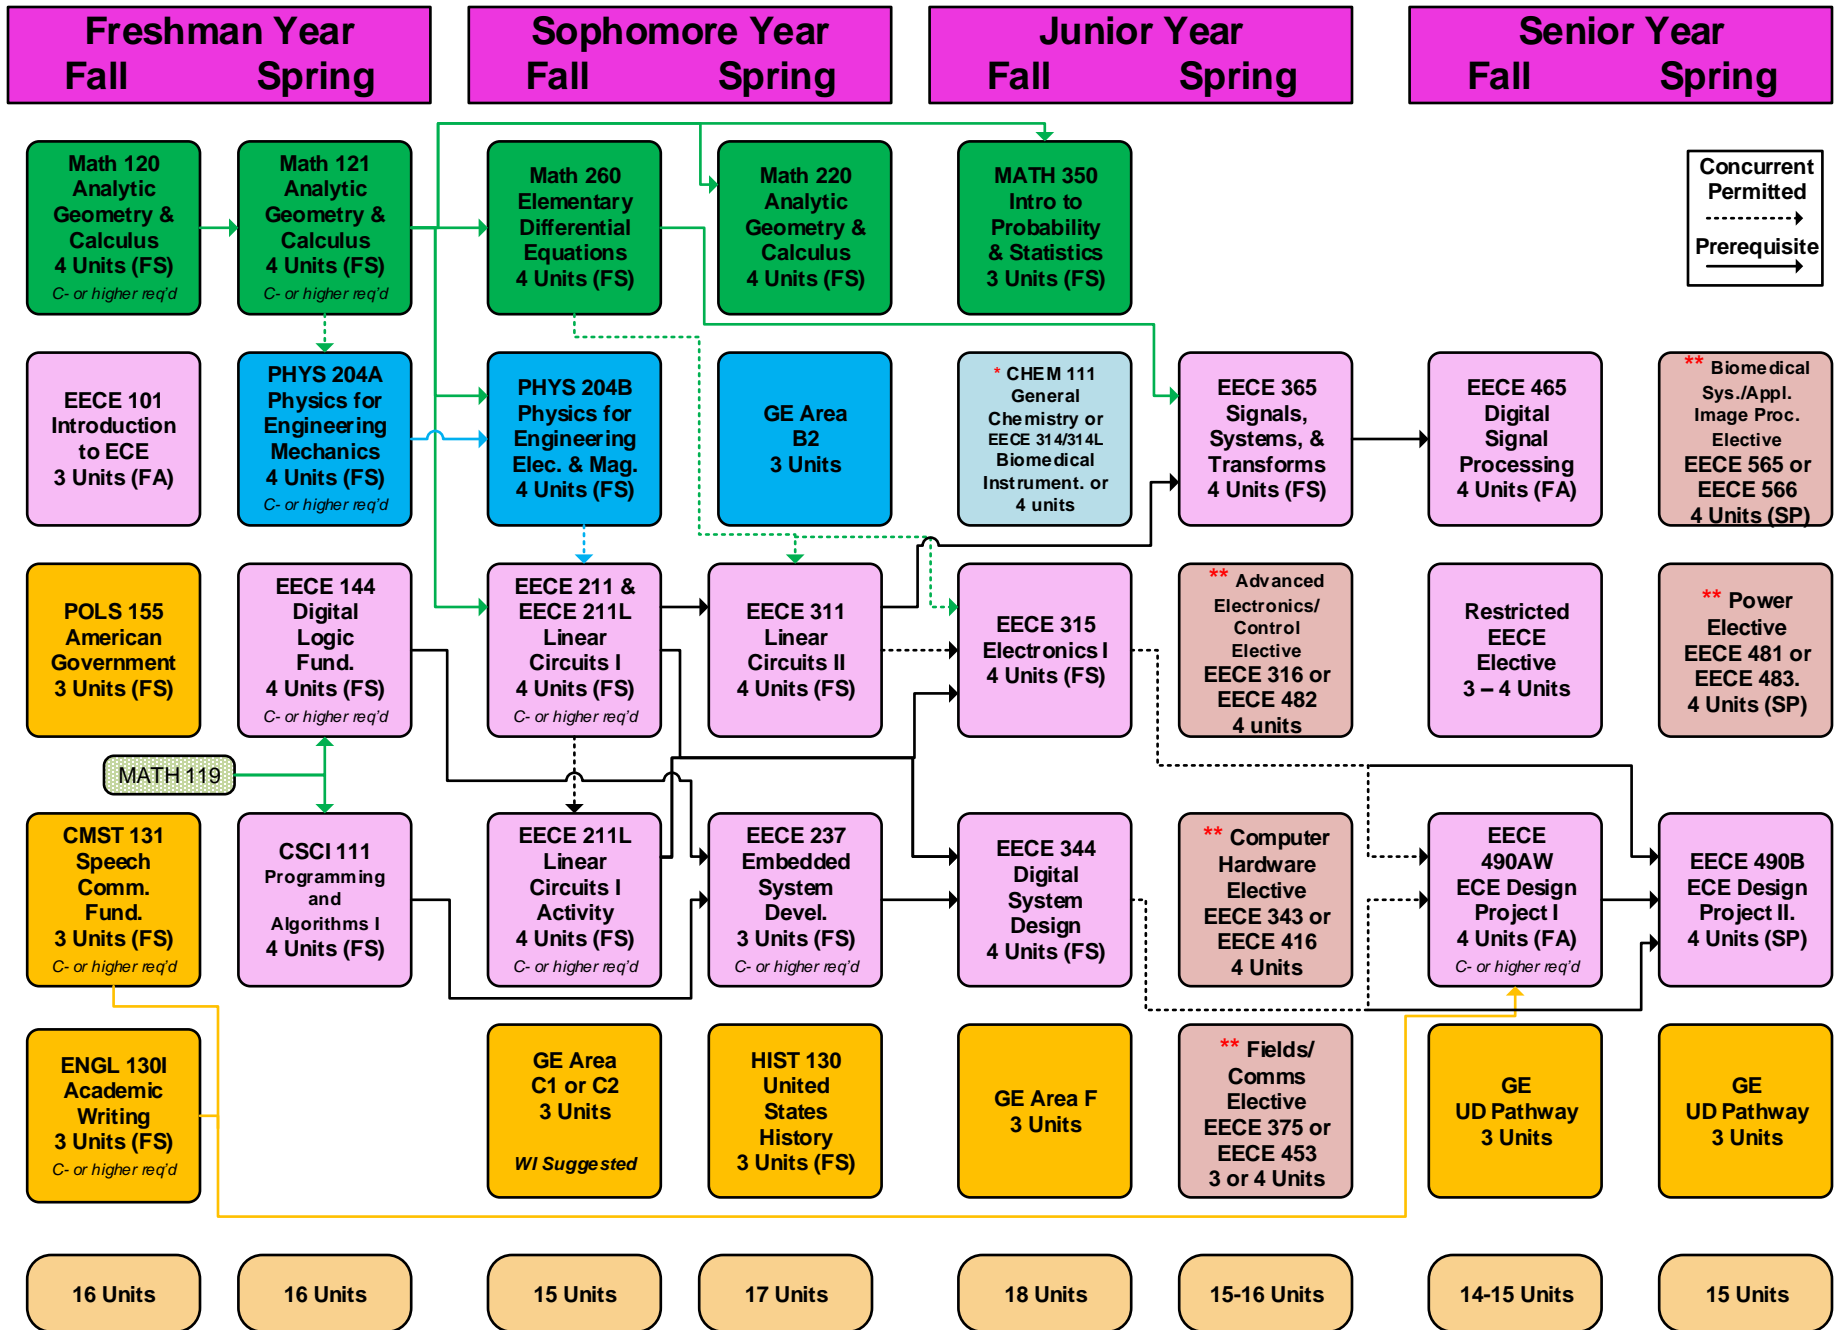 Freshman Year
Fall Spring
Sophomore Year
Fall Spring
Junior Year
Fall Spring
Senior Year
Fall Spring
Math 120
Analytic
Geometry &
Calculus
4 Units (FS)
C- or higher req'd
Math 121
Analytic
Geometry &
Calculus
4 Units (FS)
C- or higher req'd
Math 260
Elementary
Differential
Equations
4 Units (FS)
Math 220
Analytic
Geometry &
Calculus
4 Units (FS)
MATH 350
Intro to
Probability
& Statistics
3 Units (FS)
Concurrent
Permitted
Prerequisite
EECE 101
Introduction
to ECE
3 Units (FA)
PHYS 204A
Physics for
Engineering
Mechanics
4 Units (FS)
C- or higher req'd
PHYS 204B
Physics for
Engineering
Elec. & Mag.
4 Units (FS)
GE Area
B2
3 Units
* CHEM 111
General
Chemistry or
EECE 314/314L
Biomedical
Instrument. or
4 units
EECE 365
Signals,
Systems, &
Transforms
4 Units (FS)
EECE 465
Digital
Signal
Processing
4 Units (FA)
** Biomedical
Sys./Appl.
Image Proc.
Elective
EECE 565 or
EECE 566
4 Units (SP)
POLS 155
American
Government
3 Units (FS)
EECE 144
Digital
Logic
Fund.
4 Units (FS)
C- or higher req'd
EECE 211 &
EECE 211L
Linear
Circuits I
4 Units (FS)
C- or higher req'd
EECE 311
Linear
Circuits II
4 Units (FS)
EECE 315
Electronics I
4 Units (FS)
** Advanced
Electronics/
Control
Elective
EECE 316 or
EECE 482
4 units
Restricted
EECE
Elective
3 – 4 Units
** Power
Elective
EECE 481 or
EECE 483.
4 Units (SP)
MATH 119
CMST 131
Speech
Comm.
Fund.
3 Units (FS)
C- or higher req'd
CSCI 111
Programming
and
Algorithms I
4 Units (FS)
EECE 211L
Linear
Circuits I
Activity
4 Units (FS)
C- or higher req'd
EECE 237
Embedded
System
Devel.
3 Units (FS)
C- or higher req'd
EECE 344
Digital
System
Design
4 Units (FS)
** Computer
Hardware
Elective
EECE 343 or
EECE 416
4 Units
EECE
490AW
ECE Design
Project I
4 Units (FA)
C- or higher req'd
EECE 490B
ECE Design
Project II.
4 Units (SP)
ENGL 130I
Academic
Writing
3 Units (FS)
C- or higher req'd
GE Area
C1 or C2
3 Units
WI Suggested
HIST 130
United
States
History
3 Units (FS)
GE Area F
3 Units
** Fields/
Comms
Elective
EECE 375 or
EECE 453
3 or 4 Units
GE
UD Pathway
3 Units
GE
UD Pathway
3 Units
16 Units
16 Units
15 Units
17 Units
18 Units
15-16 Units
14-15 Units
15 Units